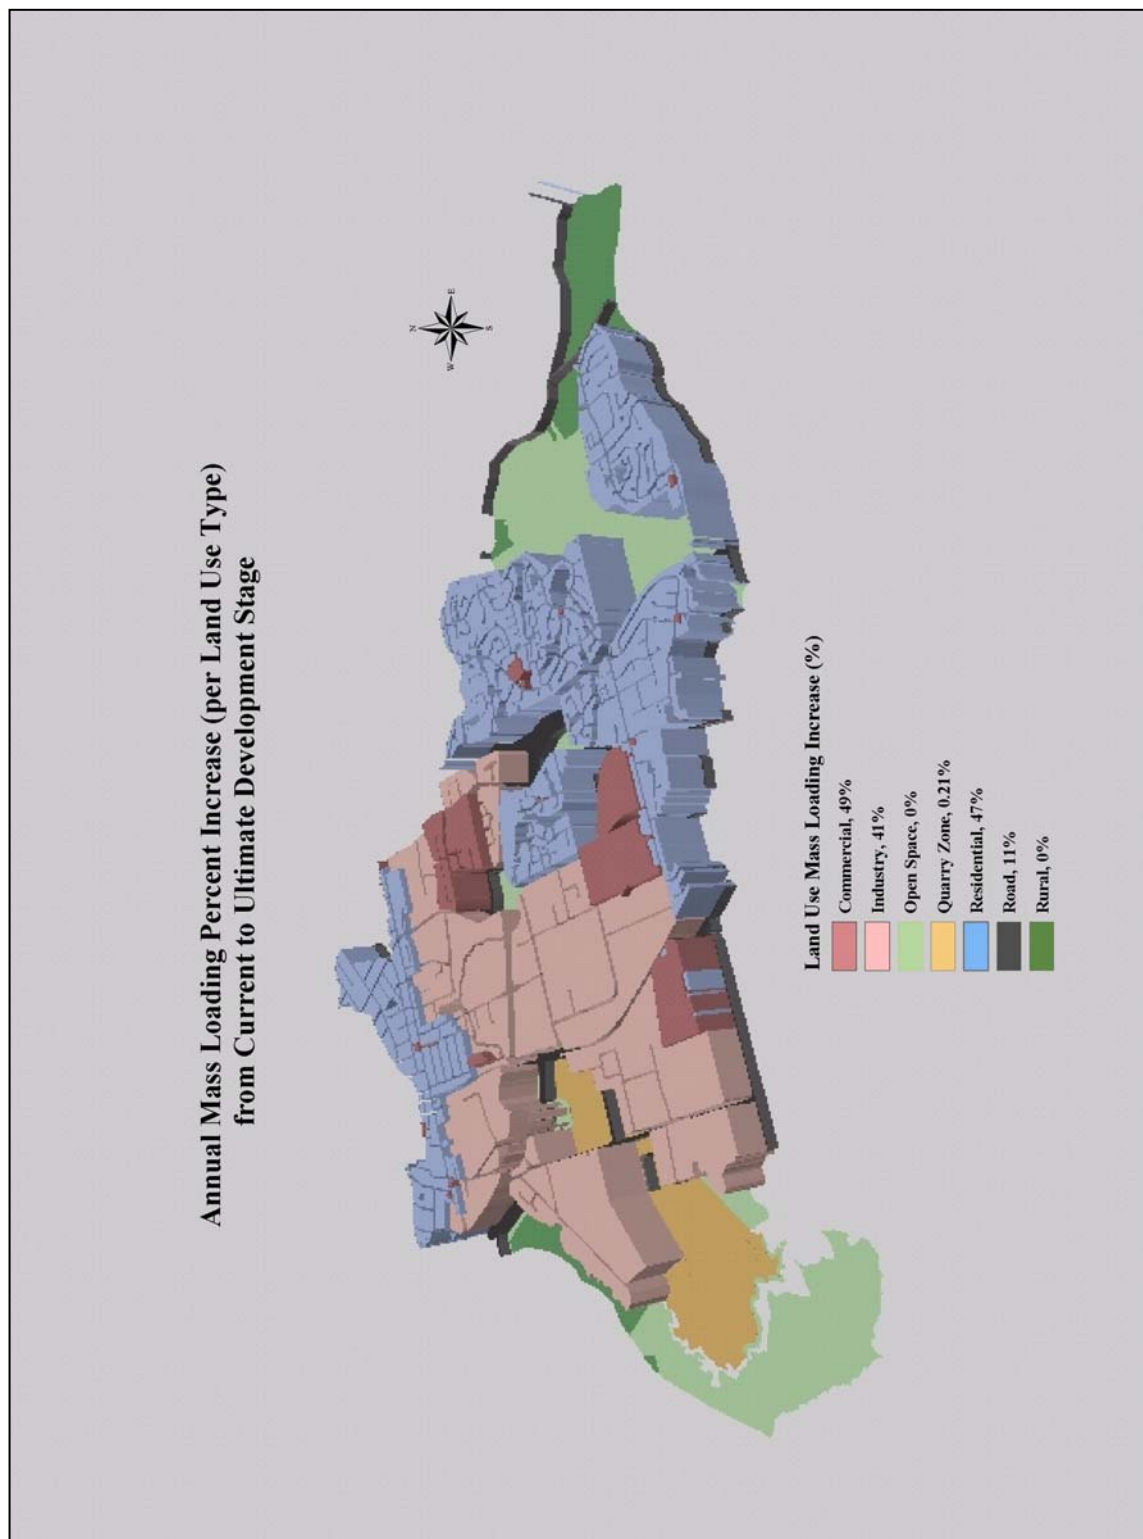 Annual Mass Loading Percent Increase (per Land Use Type)
from Current to Ultimate Development Stage
N
W
E
S
Land Use Mass Loading Increase (%)
Commercial, 49%
Industry, 41%
Open Space, 0%
Quarry Zone, 0.21%
Residential, 47%
Road, 11%
Rural, 0%